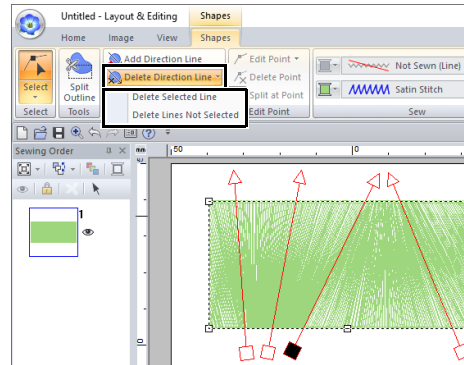 Untitled - Layout & Editing Shapes
Home Image View Shapes
Select
Split Outline
Add Direction Line
Delete Direction Line
Delete Selected Line
Delete Lines Not Selected
Edit Point
Delete Point
Split at Point
Not Sewn (Line)
Satin Stitch
Select Tools Edit Point Sew
Sewing Order
mm
50 0
1
0